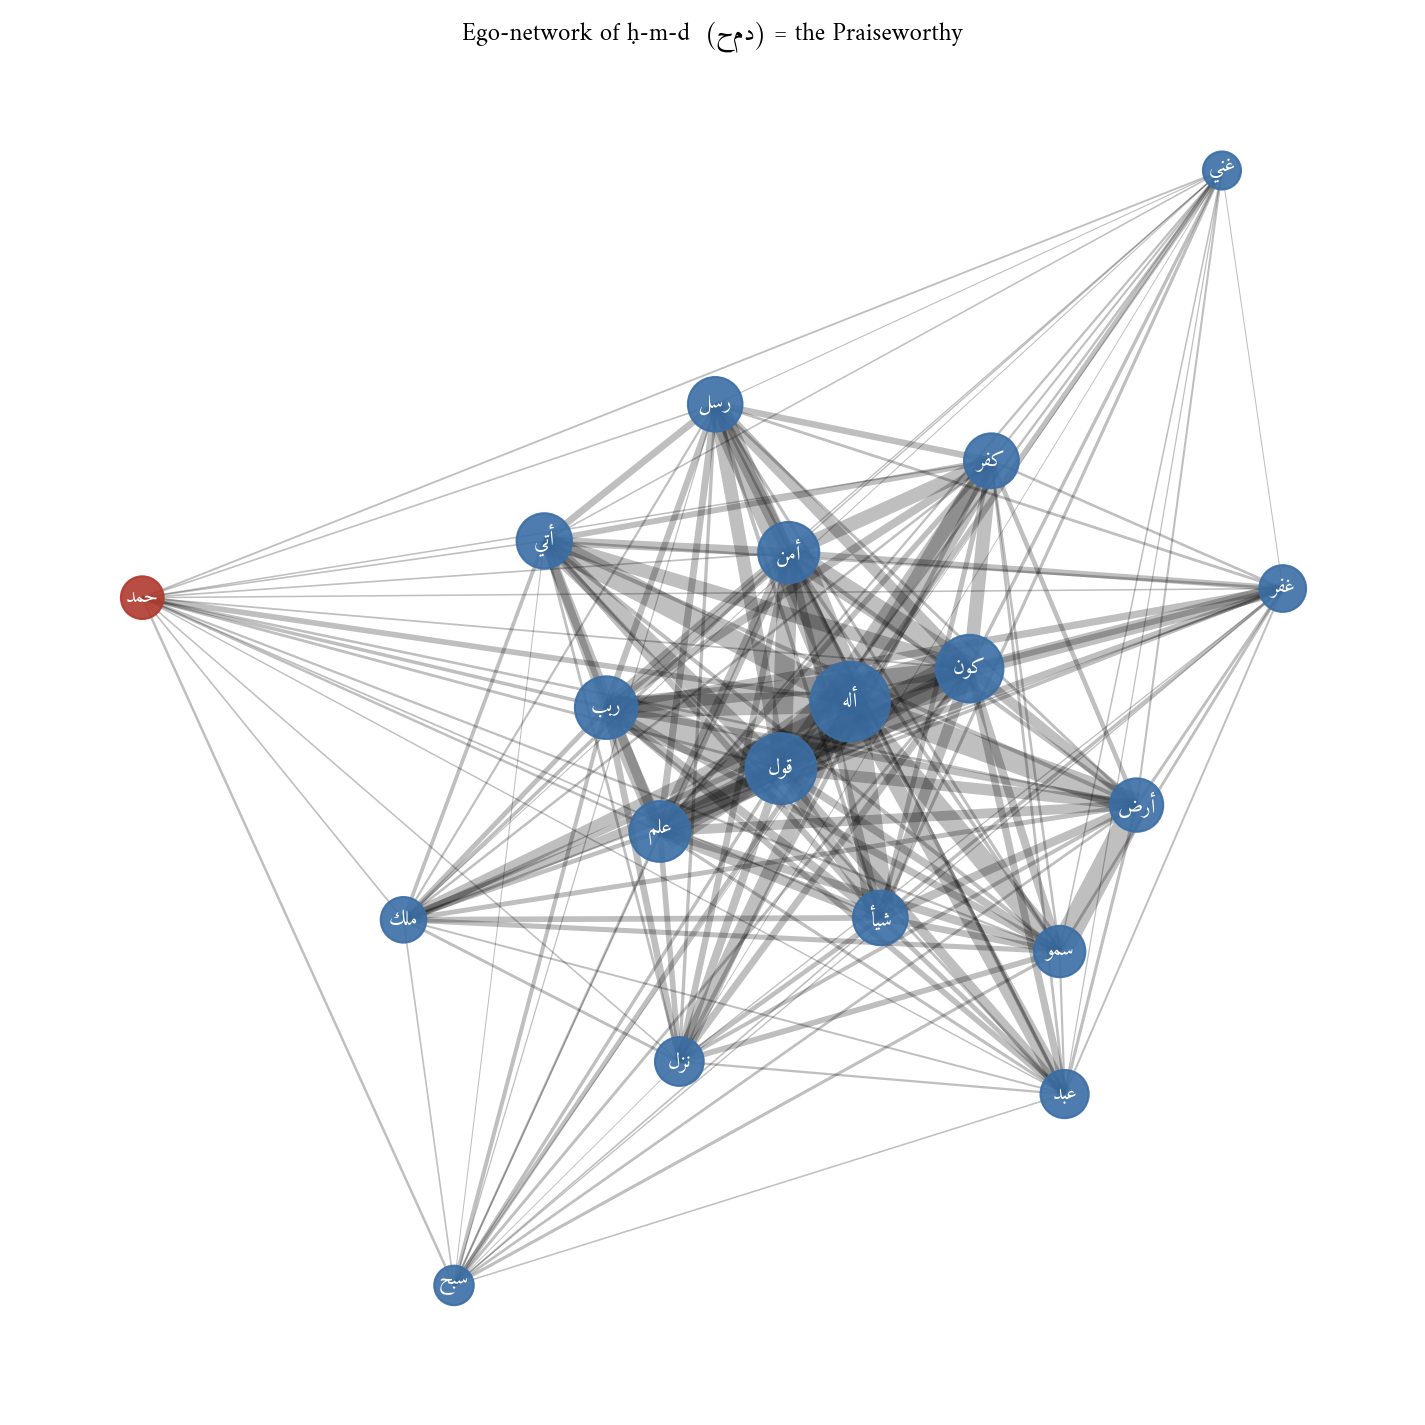 Ego-network of ḥ-m-d (دمح) = the Praiseworthy
غني
رسل
كفر
أتي
أمن
غفر
حمد
كون
أله
ربب
قول
أرض
علم
شيأ
ملك
سمو
نزل
عبد
سبح